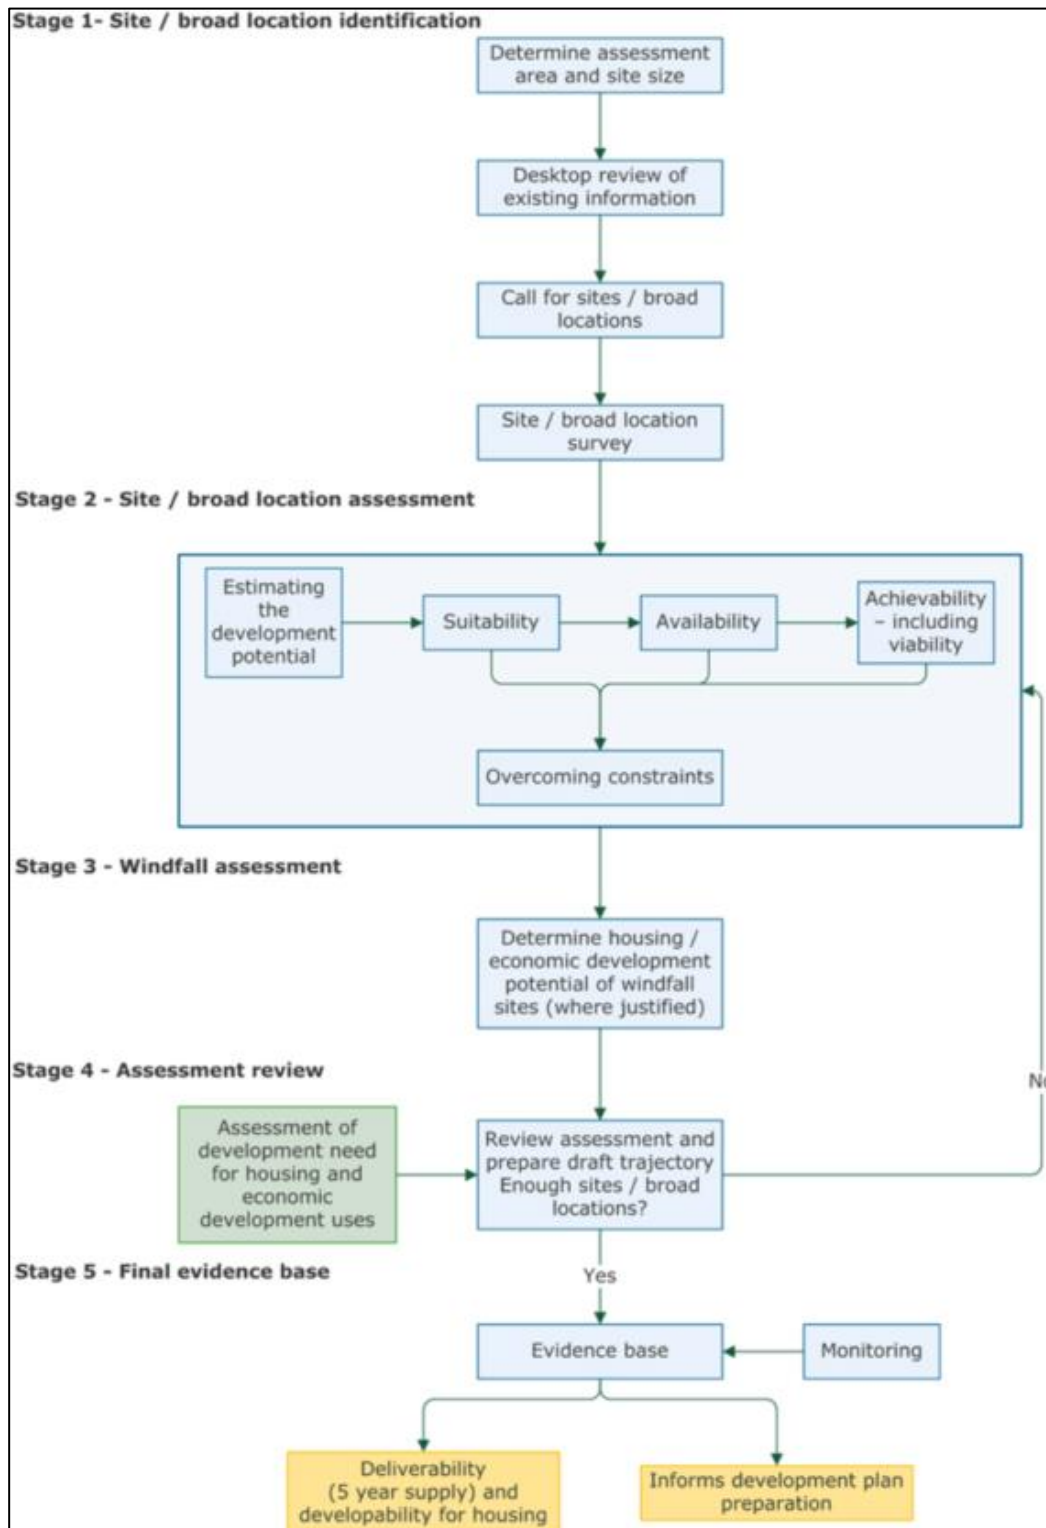 Stage 1- Site / broad location identification
Determine assessment
area and site size
Desktop review of
existing information
Call for sites / broad
locations
Site / broad location
survey
Stage 2 - Site / broad location assessment
Estimating
the
development
potential
Suitability
Availability
Achievability
– including
viability
Overcoming constraints
Stage 3 - Windfall assessment
Determine housing /
economic development
potential of windfall
sites (where justified)
Stage 4 - Assessment review
No
Assessment of
development need
for housing and
economic
development uses
Review assessment and
prepare draft trajectory
Enough sites / broad
locations?
Stage 5 - Final evidence base
Yes
Evidence base
Monitoring
Deliverability
(5 year supply) and
developability for housing
Informs development plan
preparation